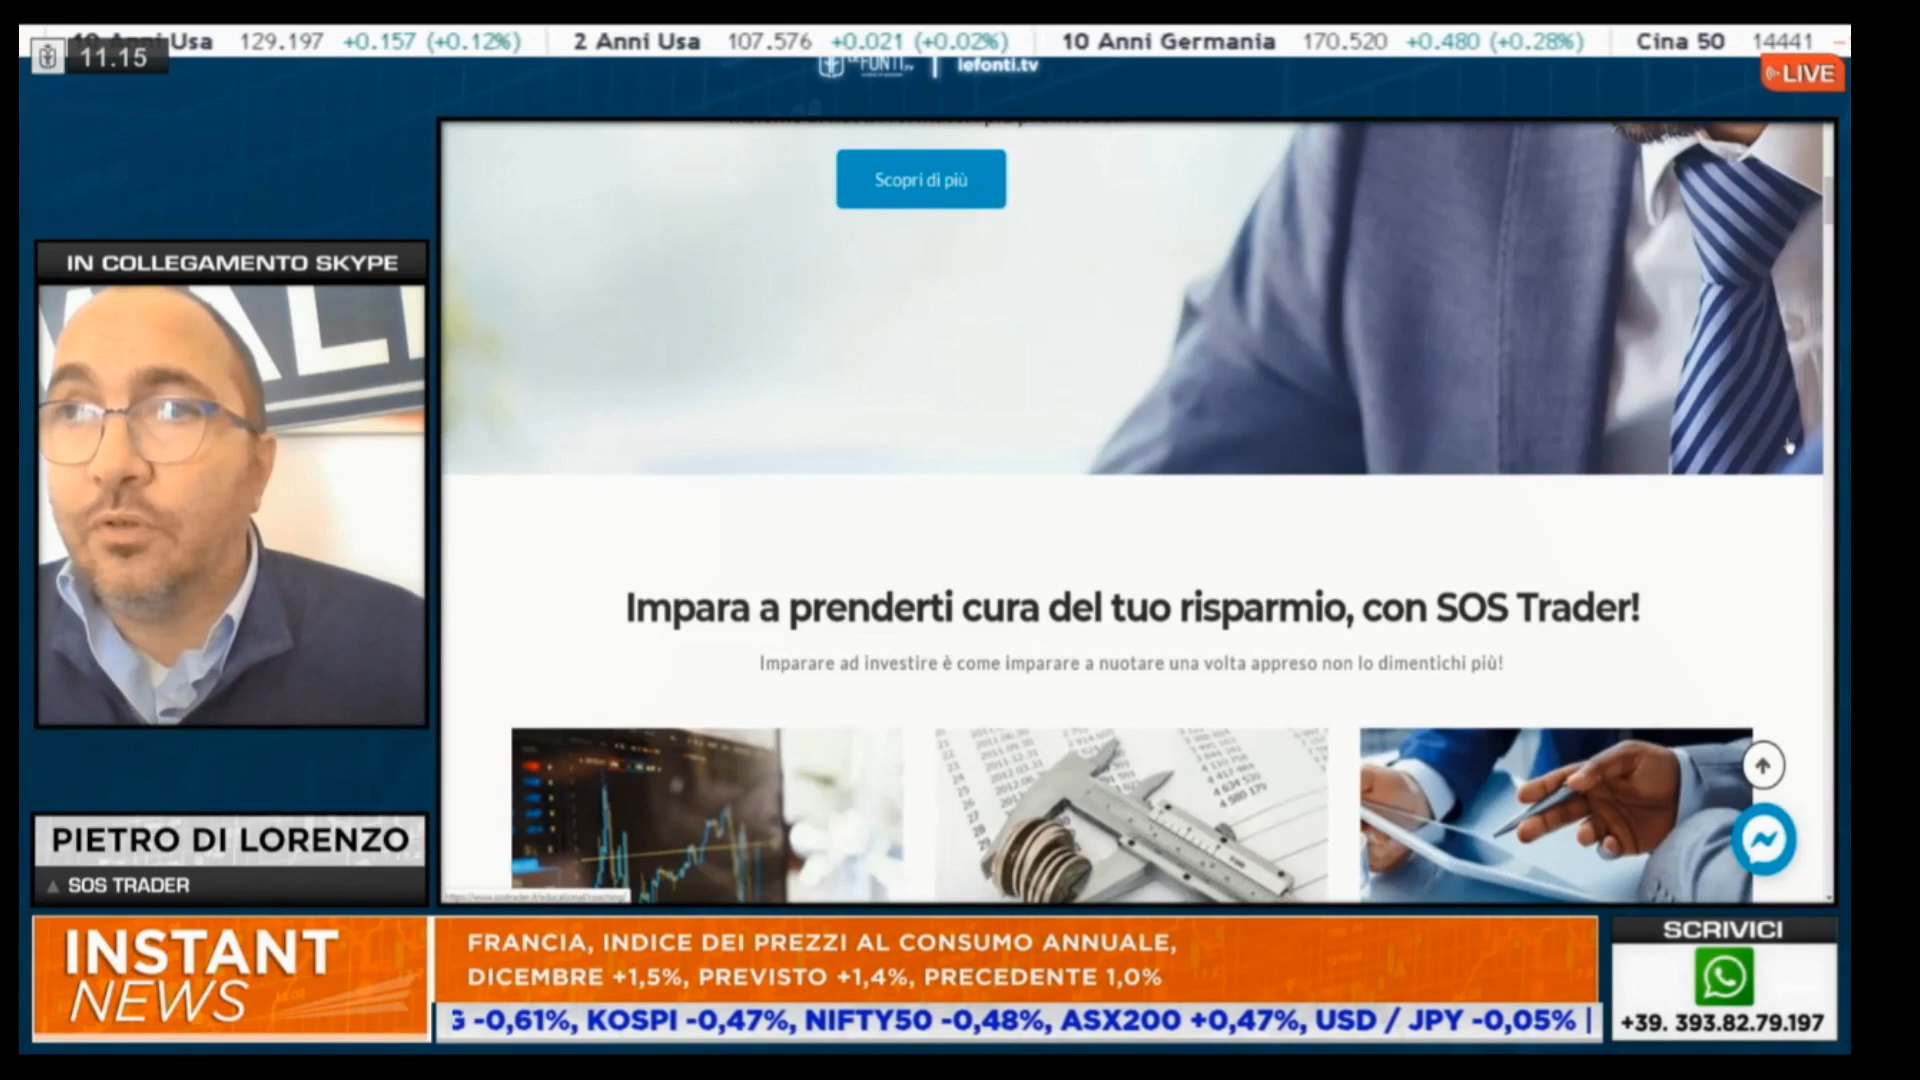 Anni Usa 129.197 +0.157 (+0.12%) 2 Anni Usa 107.576 +0.021 (+0.02%) 10 Anni Germania 170.520 +0.480 (+0.28%) Cina 50 14441
11.15
FONTI.tv | lefonti.tv
LIVE
Scopri di più
IN COLLEGAMENTO SKYPE
Impara a prenderti cura del tuo risparmio, con SOS Trader!
Imparare ad investire è come imparare a nuotare una volta appreso non lo dimentichi più!
PIETRO DI LORENZO
SOS TRADER
INSTANT
NEWS
FRANCIA, INDICE DEI PREZZI AL CONSUMO ANNUALE,
DICEMBRE +1,5%, PREVISTO +1,4%, PRECEDENTE 1,0%
-0,61%, KOSPI -0,47%, NIFTY50 -0,48%, ASX200 +0,47%, USD / JPY -0,05% |
SCRIVICI
+39. 393.82.79.197